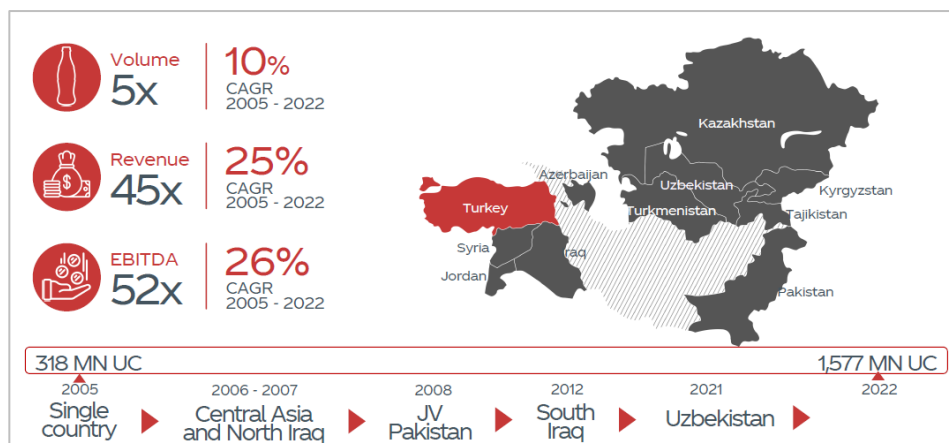 Volume
5x
10%
CAGR
2005 - 2022
Revenue
45x
25%
CAGR
2005 - 2022
EBITDA
52x
26%
CAGR
2005 - 2022
Kazakhstan
Azerbaijan
Uzbekistan
Kyrgyzstan
Turkey
Turkmenistan
Tajikistan
Syria
Iraq
Jordan
Pakistan
318 MN UC
1,577 MN UC
2005
Single
country
2006 - 2007
Central Asia
and North Iraq
2008
JV
Pakistan
2012
South
Iraq
2021
Uzbekistan
2022